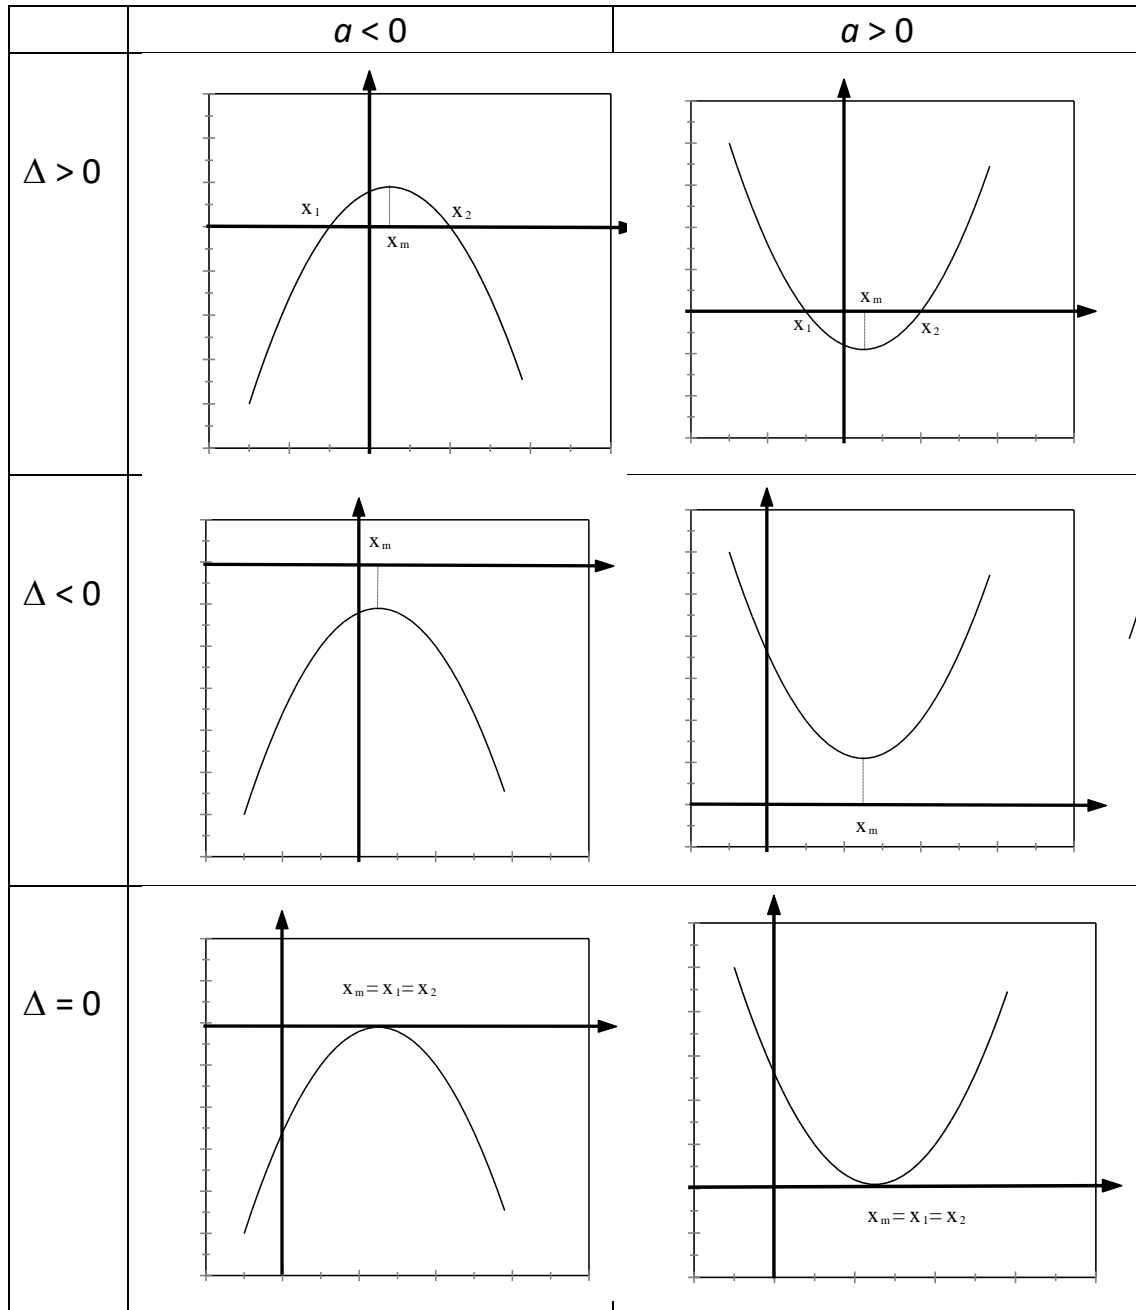 a < 0
a > 0
Δ > 0
x₁
x₂
xₘ
xₘ
x₁
x₂
Δ < 0
xₘ
xₘ
Δ = 0
xₘ= x₁= x₂
xₘ= x₁= x₂